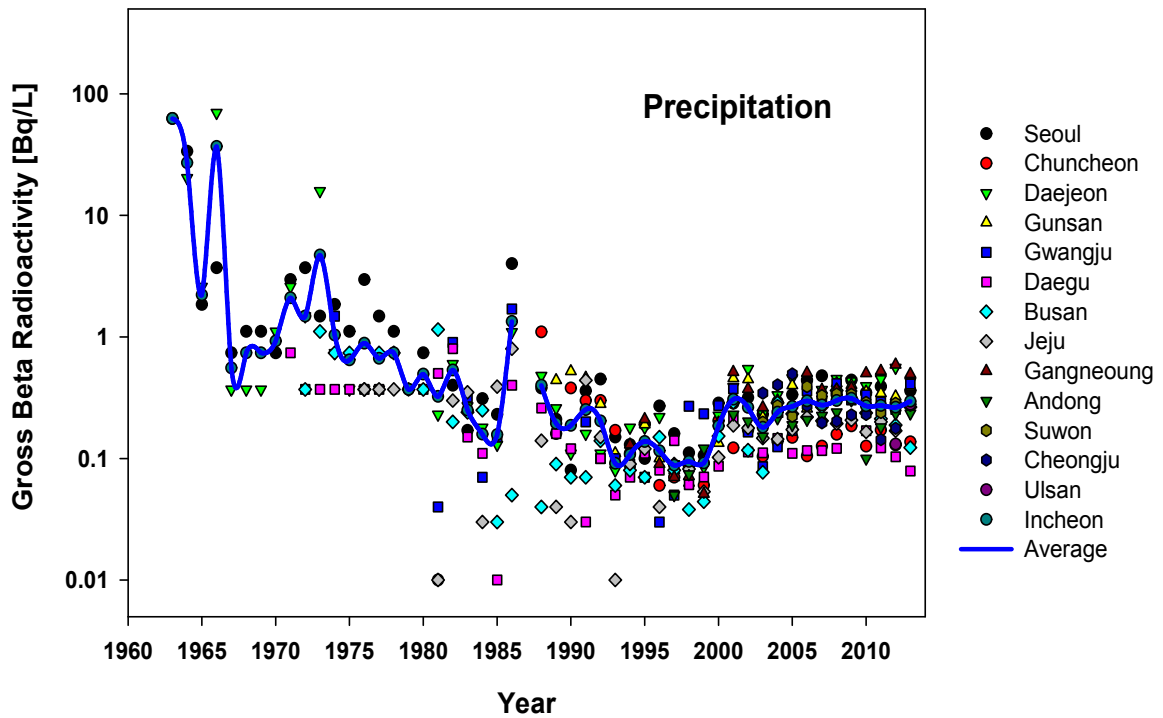 Precipitation
Gross Beta Radioactivity [Bq/L]
100
10
1
0.1
0.01
1960 1965 1970 1975 1980 1985 1990 1995 2000 2005 2010
Year
Seoul
Chuncheon
Daejeon
Gunsan
Gwangju
Daegu
Busan
Jeju
Gangneoung
Andong
Suwon
Cheongju
Ulsan
Incheon
Average